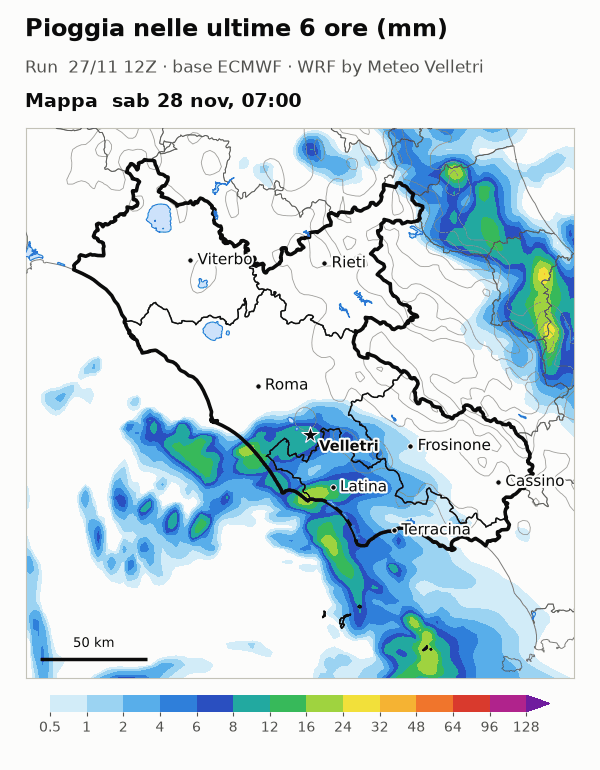 Pioggia nelle ultime 6 ore (mm)
Run 27/11 12Z · base ECMWF · WRF by Meteo Velletri
Mappa sab 28 nov, 07:00
Viterbo
Rieti
Roma
Velletri
Frosinone
Latina
Cassino
Terracina
50 km
0.5 1 2 4 6 8 12 16 24 32 48 64 96 128